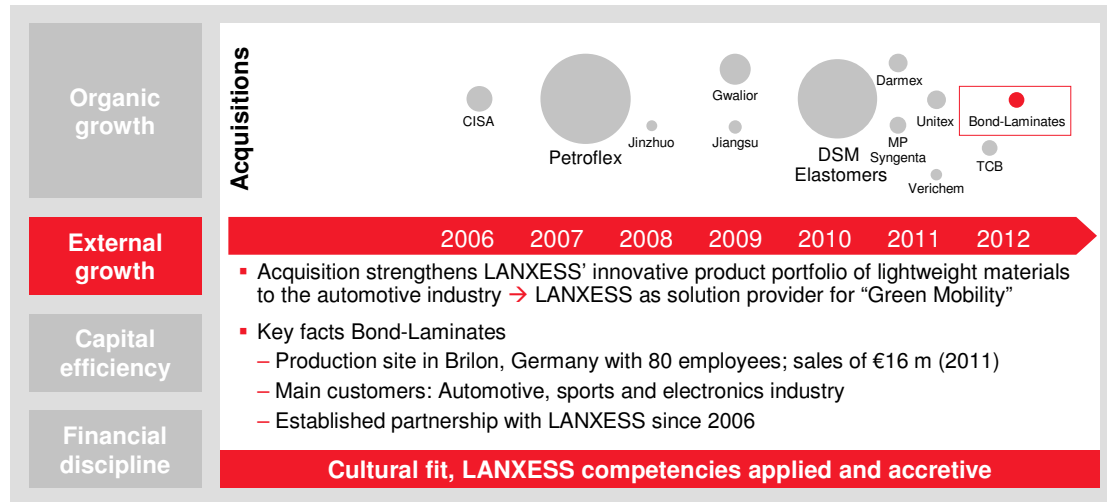 Organic
growth
External
growth
Capital
efficiency
Financial
discipline
Acquisitions
CISA
Petroflex
Jinzhuo
Gwalior
Jiangsu
DSM
Elastomers
Darmex
MP
Syngenta
Unitex
Verichem
Bond-Laminates
TCB
2006 2007 2008 2009 2010 2011 2012
▪ Acquisition strengthens LANXESS’ innovative product portfolio of lightweight materials
to the automotive industry → LANXESS as solution provider for “Green Mobility”
▪ Key facts Bond-Laminates
– Production site in Brilon, Germany with 80 employees; sales of €16 m (2011)
– Main customers: Automotive, sports and electronics industry
– Established partnership with LANXESS since 2006
Cultural fit, LANXESS competencies applied and accretive